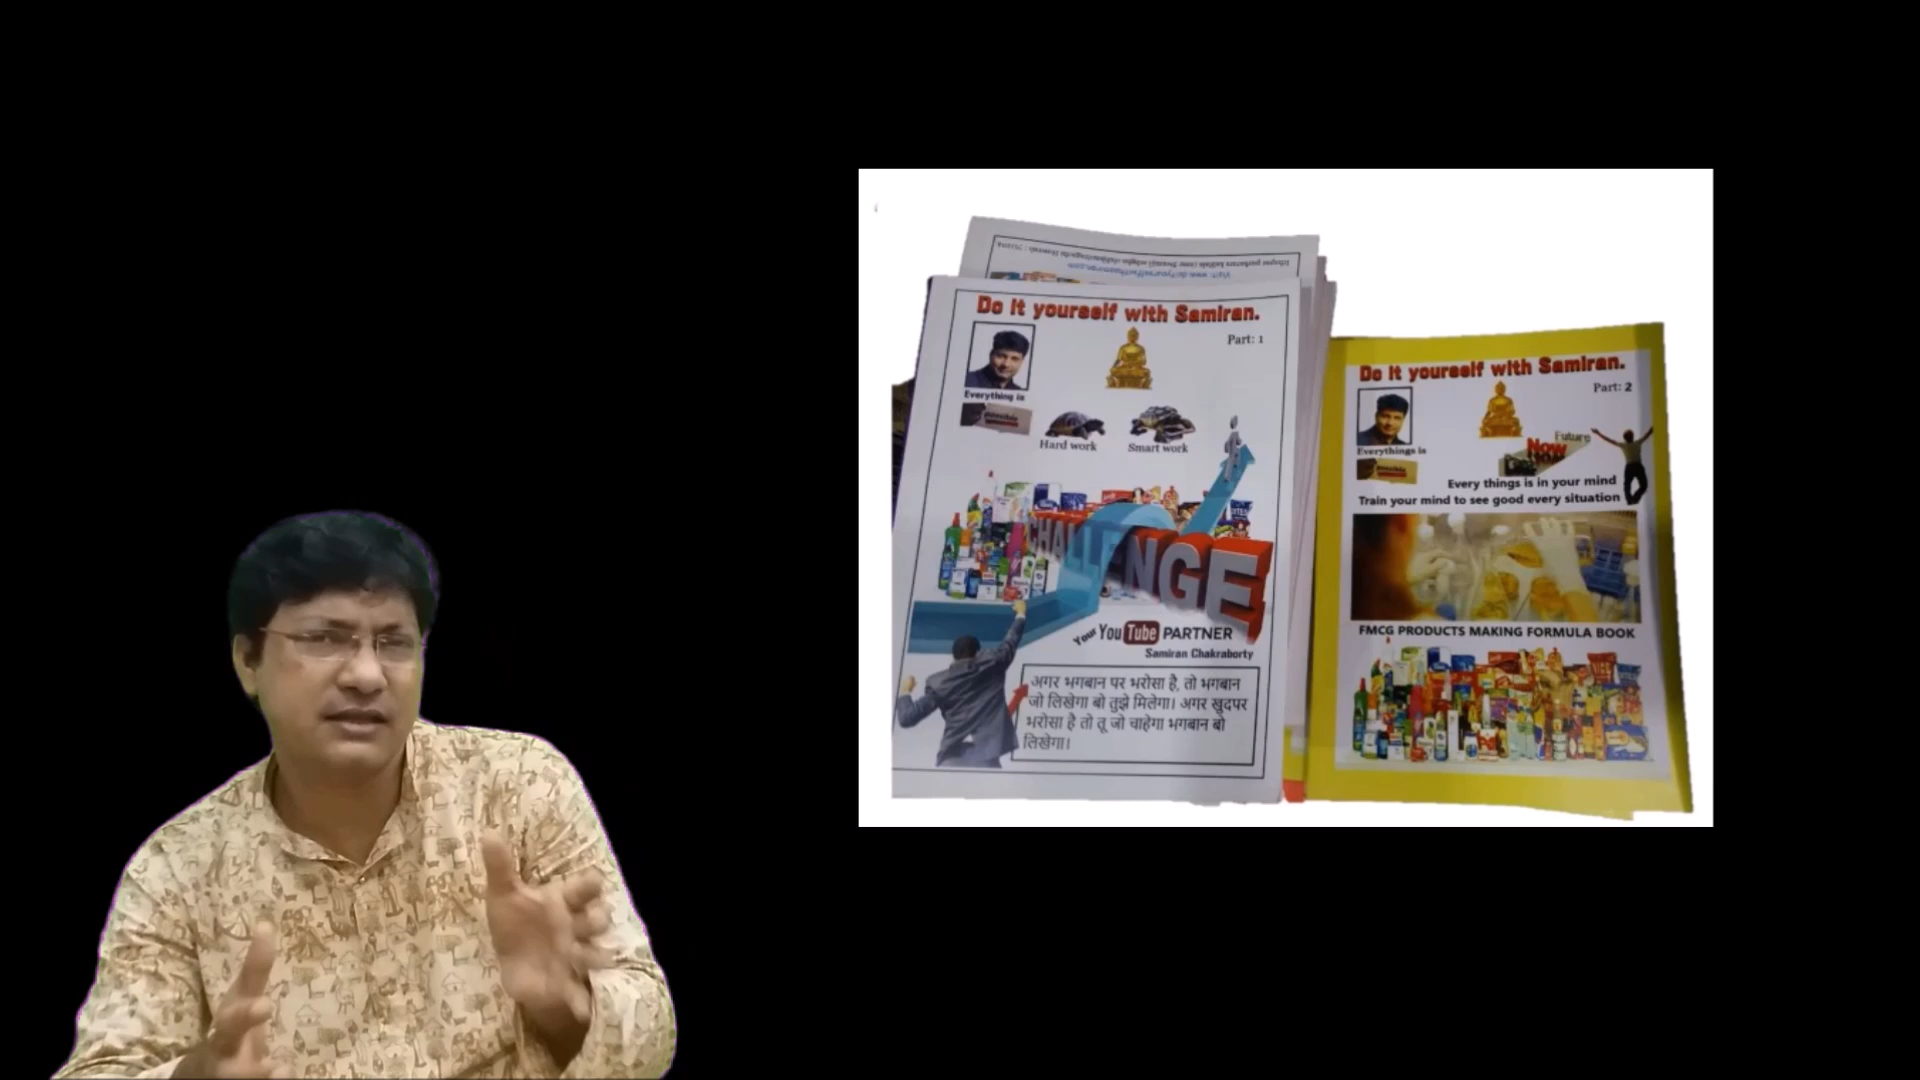 Do it yourself with Samiran.
Part: 1
Everything is
possible
Hard work
Smart work
CHALLENGE
Your YouTube PARTNER
Samiran Chakraborty
अगर भगबान पर भरोसा है, तो भगबान
जो लिखेगा बो तुझे मिलेगा। अगर खुदपर
भरोसा है तो तू जो चाहेगा भगबान बो
लिखेगा।
Do it yourself with Samiran.
Part: 2
Everythings is
possible
Future
Now
Every things is in your mind
Train your mind to see good every situation
FMCG PRODUCTS MAKING FORMULA BOOK